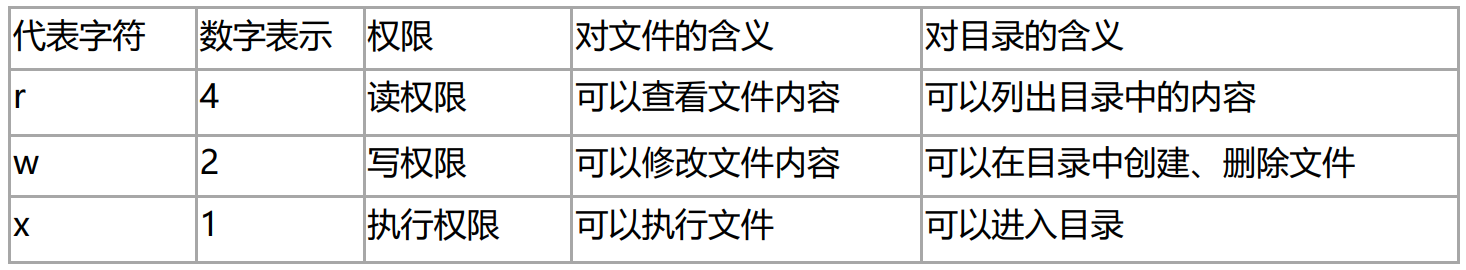 代表字符 数字表示 权限 对文件的含义 对目录的含义
r 4 读权限 可以查看文件内容 可以列出目录中的内容
w 2 写权限 可以修改文件内容 可以在目录中创建、删除文件
x 1 执行权限 可以执行文件 可以进入目录